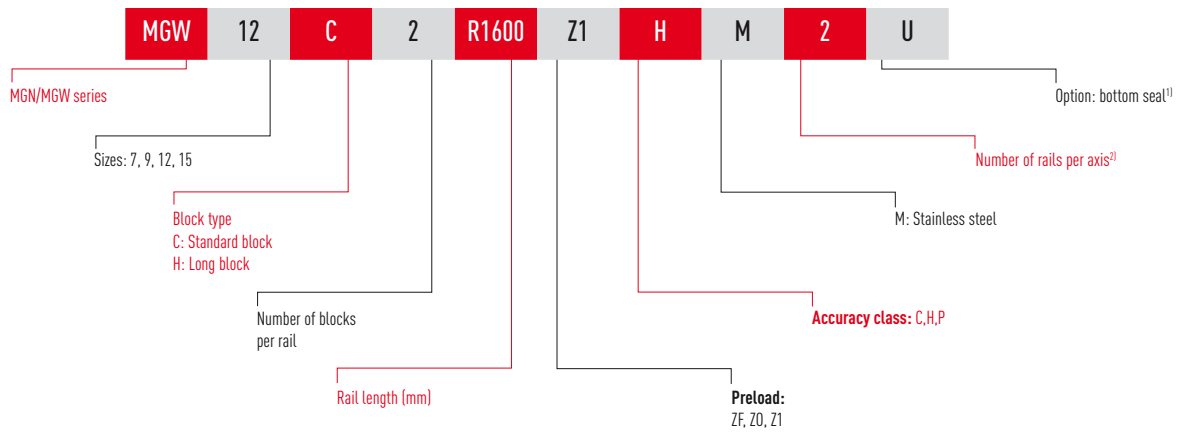 MGW 12 C 2 R1600 Z1 H M 2 U
MGN/MGW series
Option: bottom seal1)
Sizes: 7, 9, 12, 15
Number of rails per axis2)
Block type
C: Standard block
H: Long block
M: Stainless steel
Number of blocks
per rail
Accuracy class: C,H,P
Rail length (mm)
Preload:
ZF, Z0, Z1